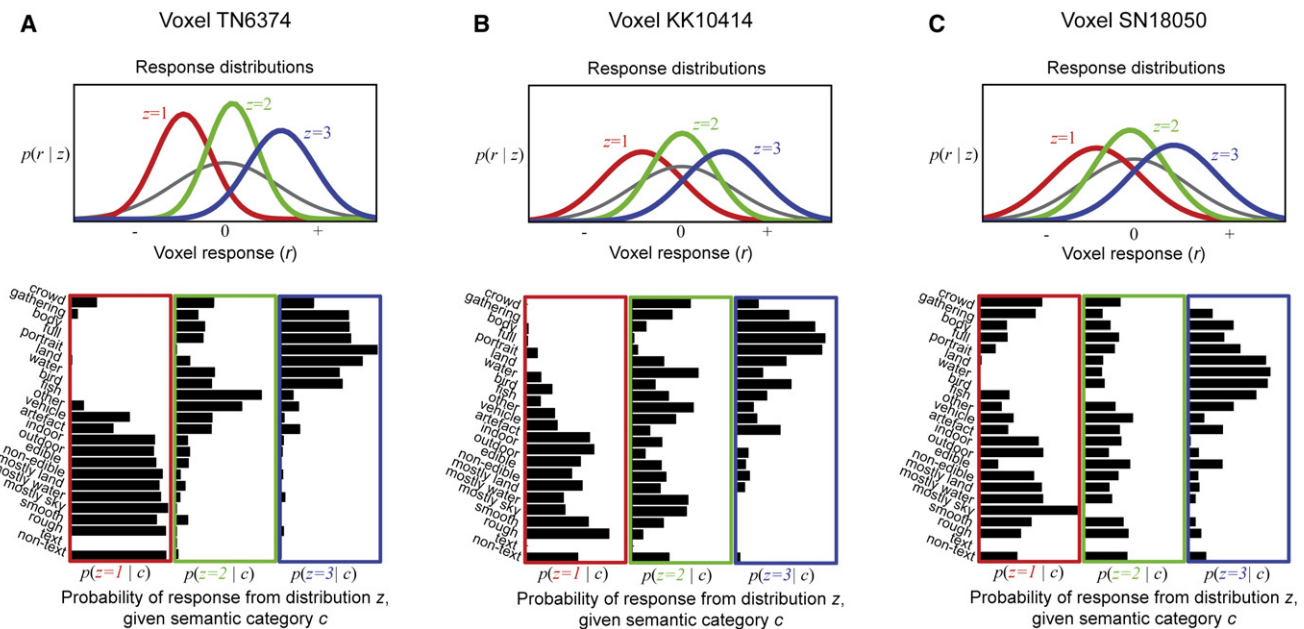 A
Voxel TN6374
Response distributions
z=1
z=2
z=3
p(r | z)
- 0 +
Voxel response (r)
crowd
gathering
body
full
portrait
land
water
bird
fish
other
vehicle
artefact
indoor
outdoor
edible
non-edible
mostly land
mostly water
mostly sky
smooth
rough
text
non-text
p(z=1 | c)
p(z=2 | c)
p(z=3 | c)
Probability of response from distribution z,
given semantic category c
B
Voxel KK10414
Response distributions
z=1
z=2
z=3
p(r | z)
- 0 +
Voxel response (r)
crowd
gathering
body
full
portrait
land
water
bird
fish
other
vehicle
artefact
indoor
outdoor
edible
non-edible
mostly land
mostly water
mostly sky
smooth
rough
text
non-text
p(z=1 | c)
p(z=2 | c)
p(z=3 | c)
Probability of response from distribution z,
given semantic category c
C
Voxel SN18050
Response distributions
z=1
z=2
z=3
p(r | z)
- 0 +
Voxel response (r)
crowd
gathering
body
full
portrait
land
water
bird
fish
other
vehicle
artefact
indoor
outdoor
edible
non-edible
mostly land
mostly water
mostly sky
smooth
rough
text
non-text
p(z=1 | c)
p(z=2 | c)
p(z=3 | c)
Probability of response from distribution z,
given semantic category c